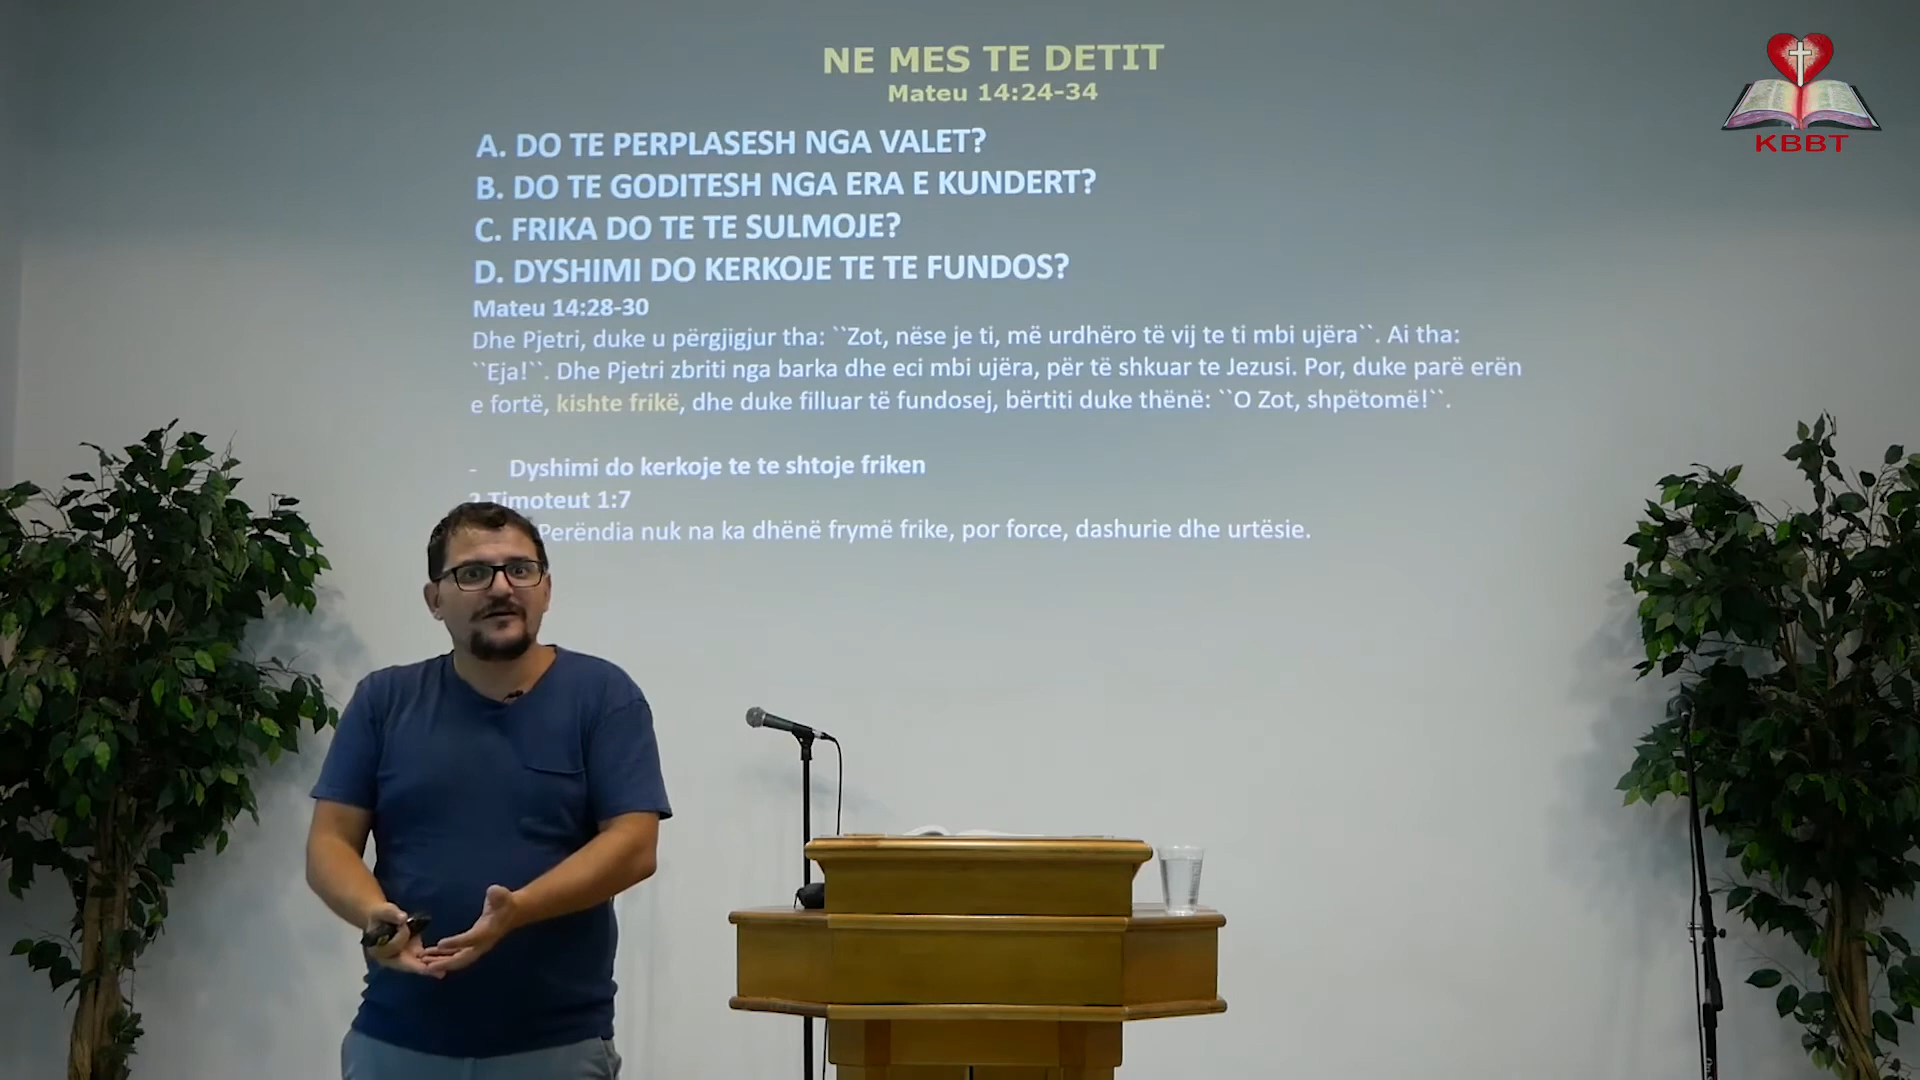 NE MES TE DETIT
Mateu 14:24-34
A. DO TE PERPLASESH NGA VALET?
B. DO TE GODITESH NGA ERA E KUNDERT?
C. FRIKA DO TE TE SULMOJE?
D. DYSHIMI DO KERKOJE TE TE FUNDOS?
Mateu 14:28-30
Dhe Pjetri, duke u përgjigjur tha: ``Zot, nëse je ti, më urdhëro të vij te ti mbi ujëra``. Ai tha:
``Eja!``. Dhe Pjetri zbriti nga barka dhe eci mbi ujëra, për të shkuar te Jezusi. Por, duke parë erën
e fortë, kishte frikë, dhe duke filluar të fundosej, bërtiti duke thënë: ``O Zot, shpëtomë!``.
- Dyshimi do kerkoje te te shtoje friken
2 Timoteut 1:7
Perëndia nuk na ka dhënë frymë frike, por force, dashurie dhe urtësie.
KBBT